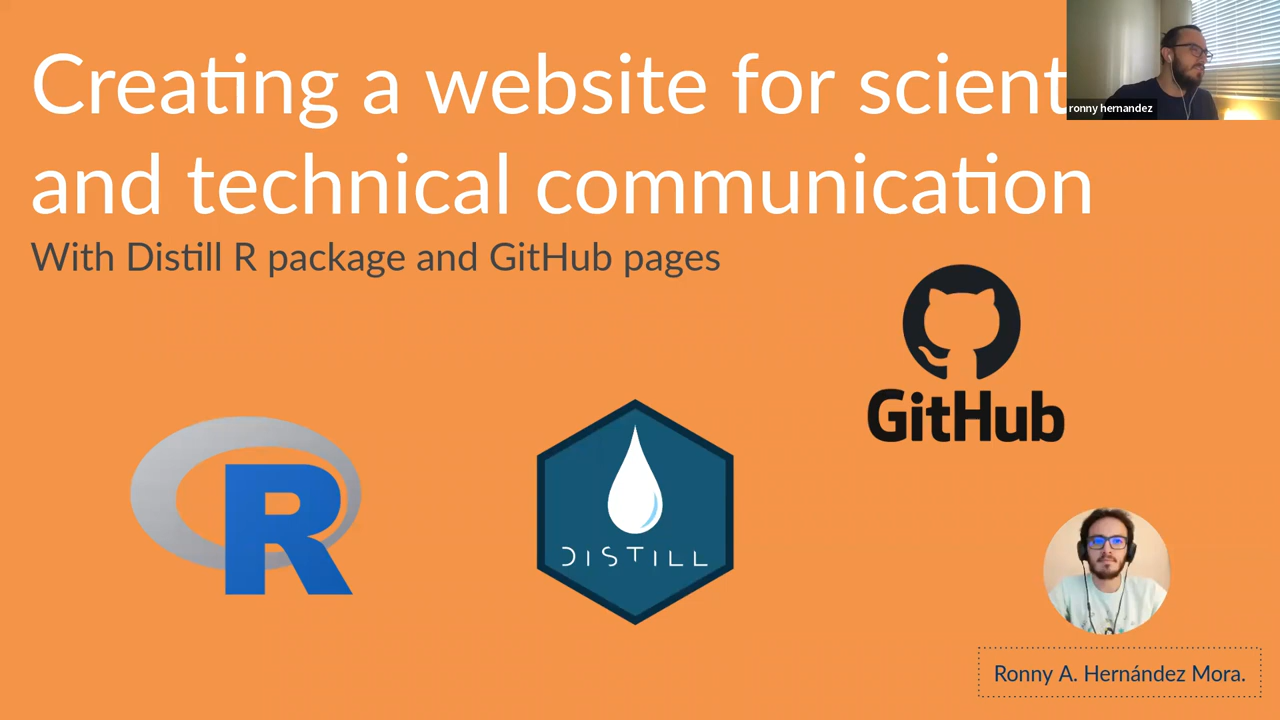 Creating a website for scient
ronny hernandez
and technical communication
With Distill R package and GitHub pages
GitHub
R
DISTILL
Ronny A. Hernández Mora.